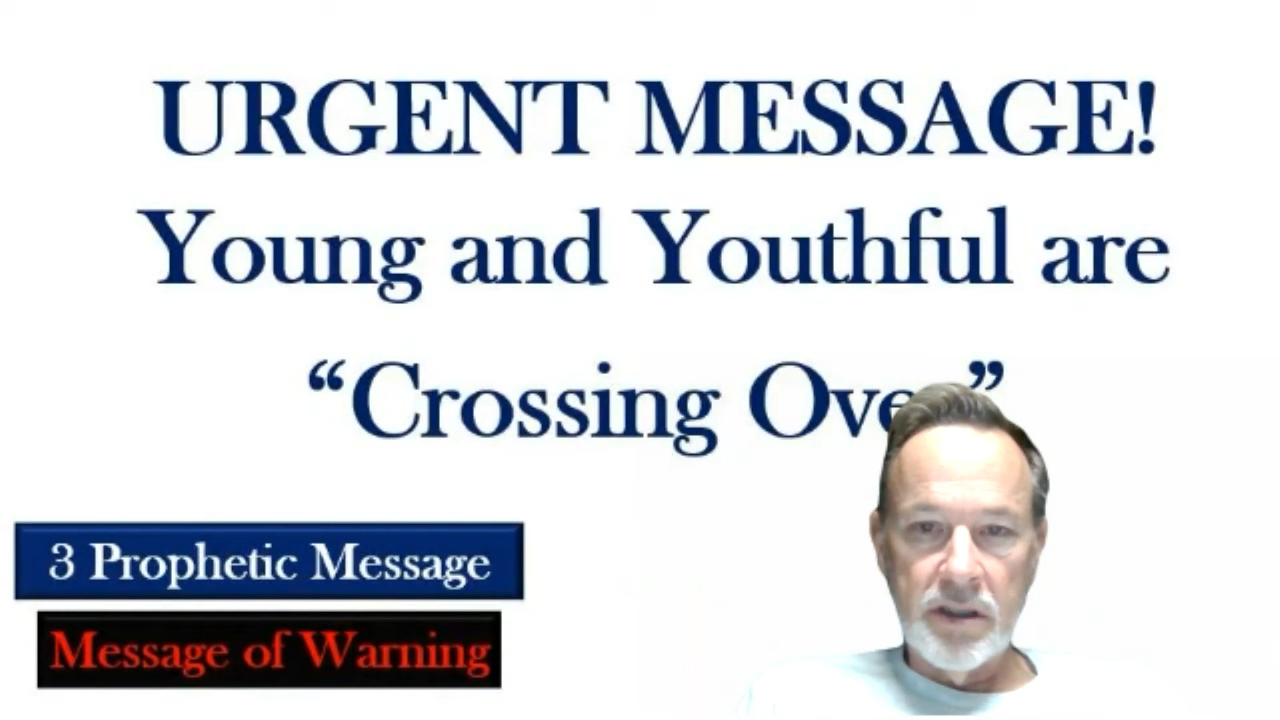 URGENT MESSAGE!
Young and Youthful are
“Crossing Ove ”
3 Prophetic Message
Message of Warning